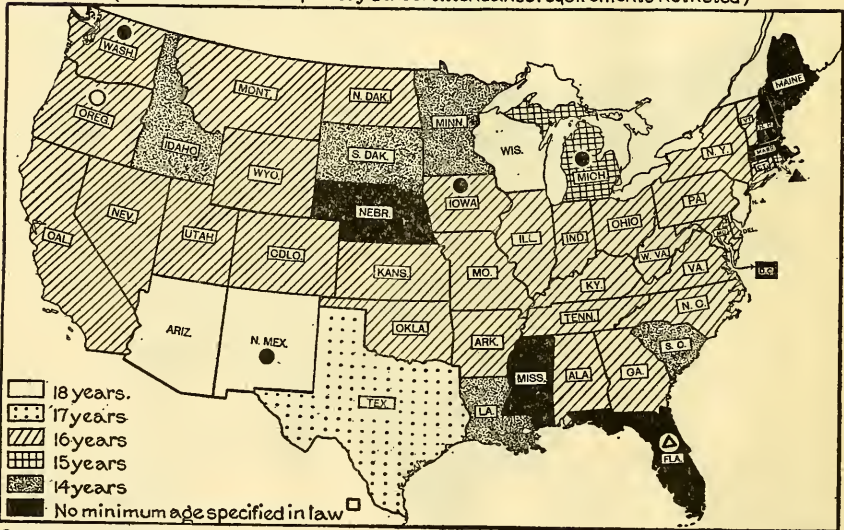 WASH
MAINE
MONT.
N. DAK.
OREG.
MINN.
VT.
N. H.
IDAHO
S. DAK.
WIS.
MASS
N. Y.
WYO.
MICH.
IOWA
PA.
NEBR.
NEV.
OHIO
DEL.
CAL.
UTAH
ILL.
IND.
W. VA.
COLO.
VA.
D.C.
KANS.
MO.
KY.
N. C.
TENN.
ARIZ.
N. MEX.
OKLA.
ARK.
S. C.
MISS.
ALA
GA.
TEX.
LA.
FLA.
18 years.
17 years
16 years
15 years
14 years
No minimum age specified in law